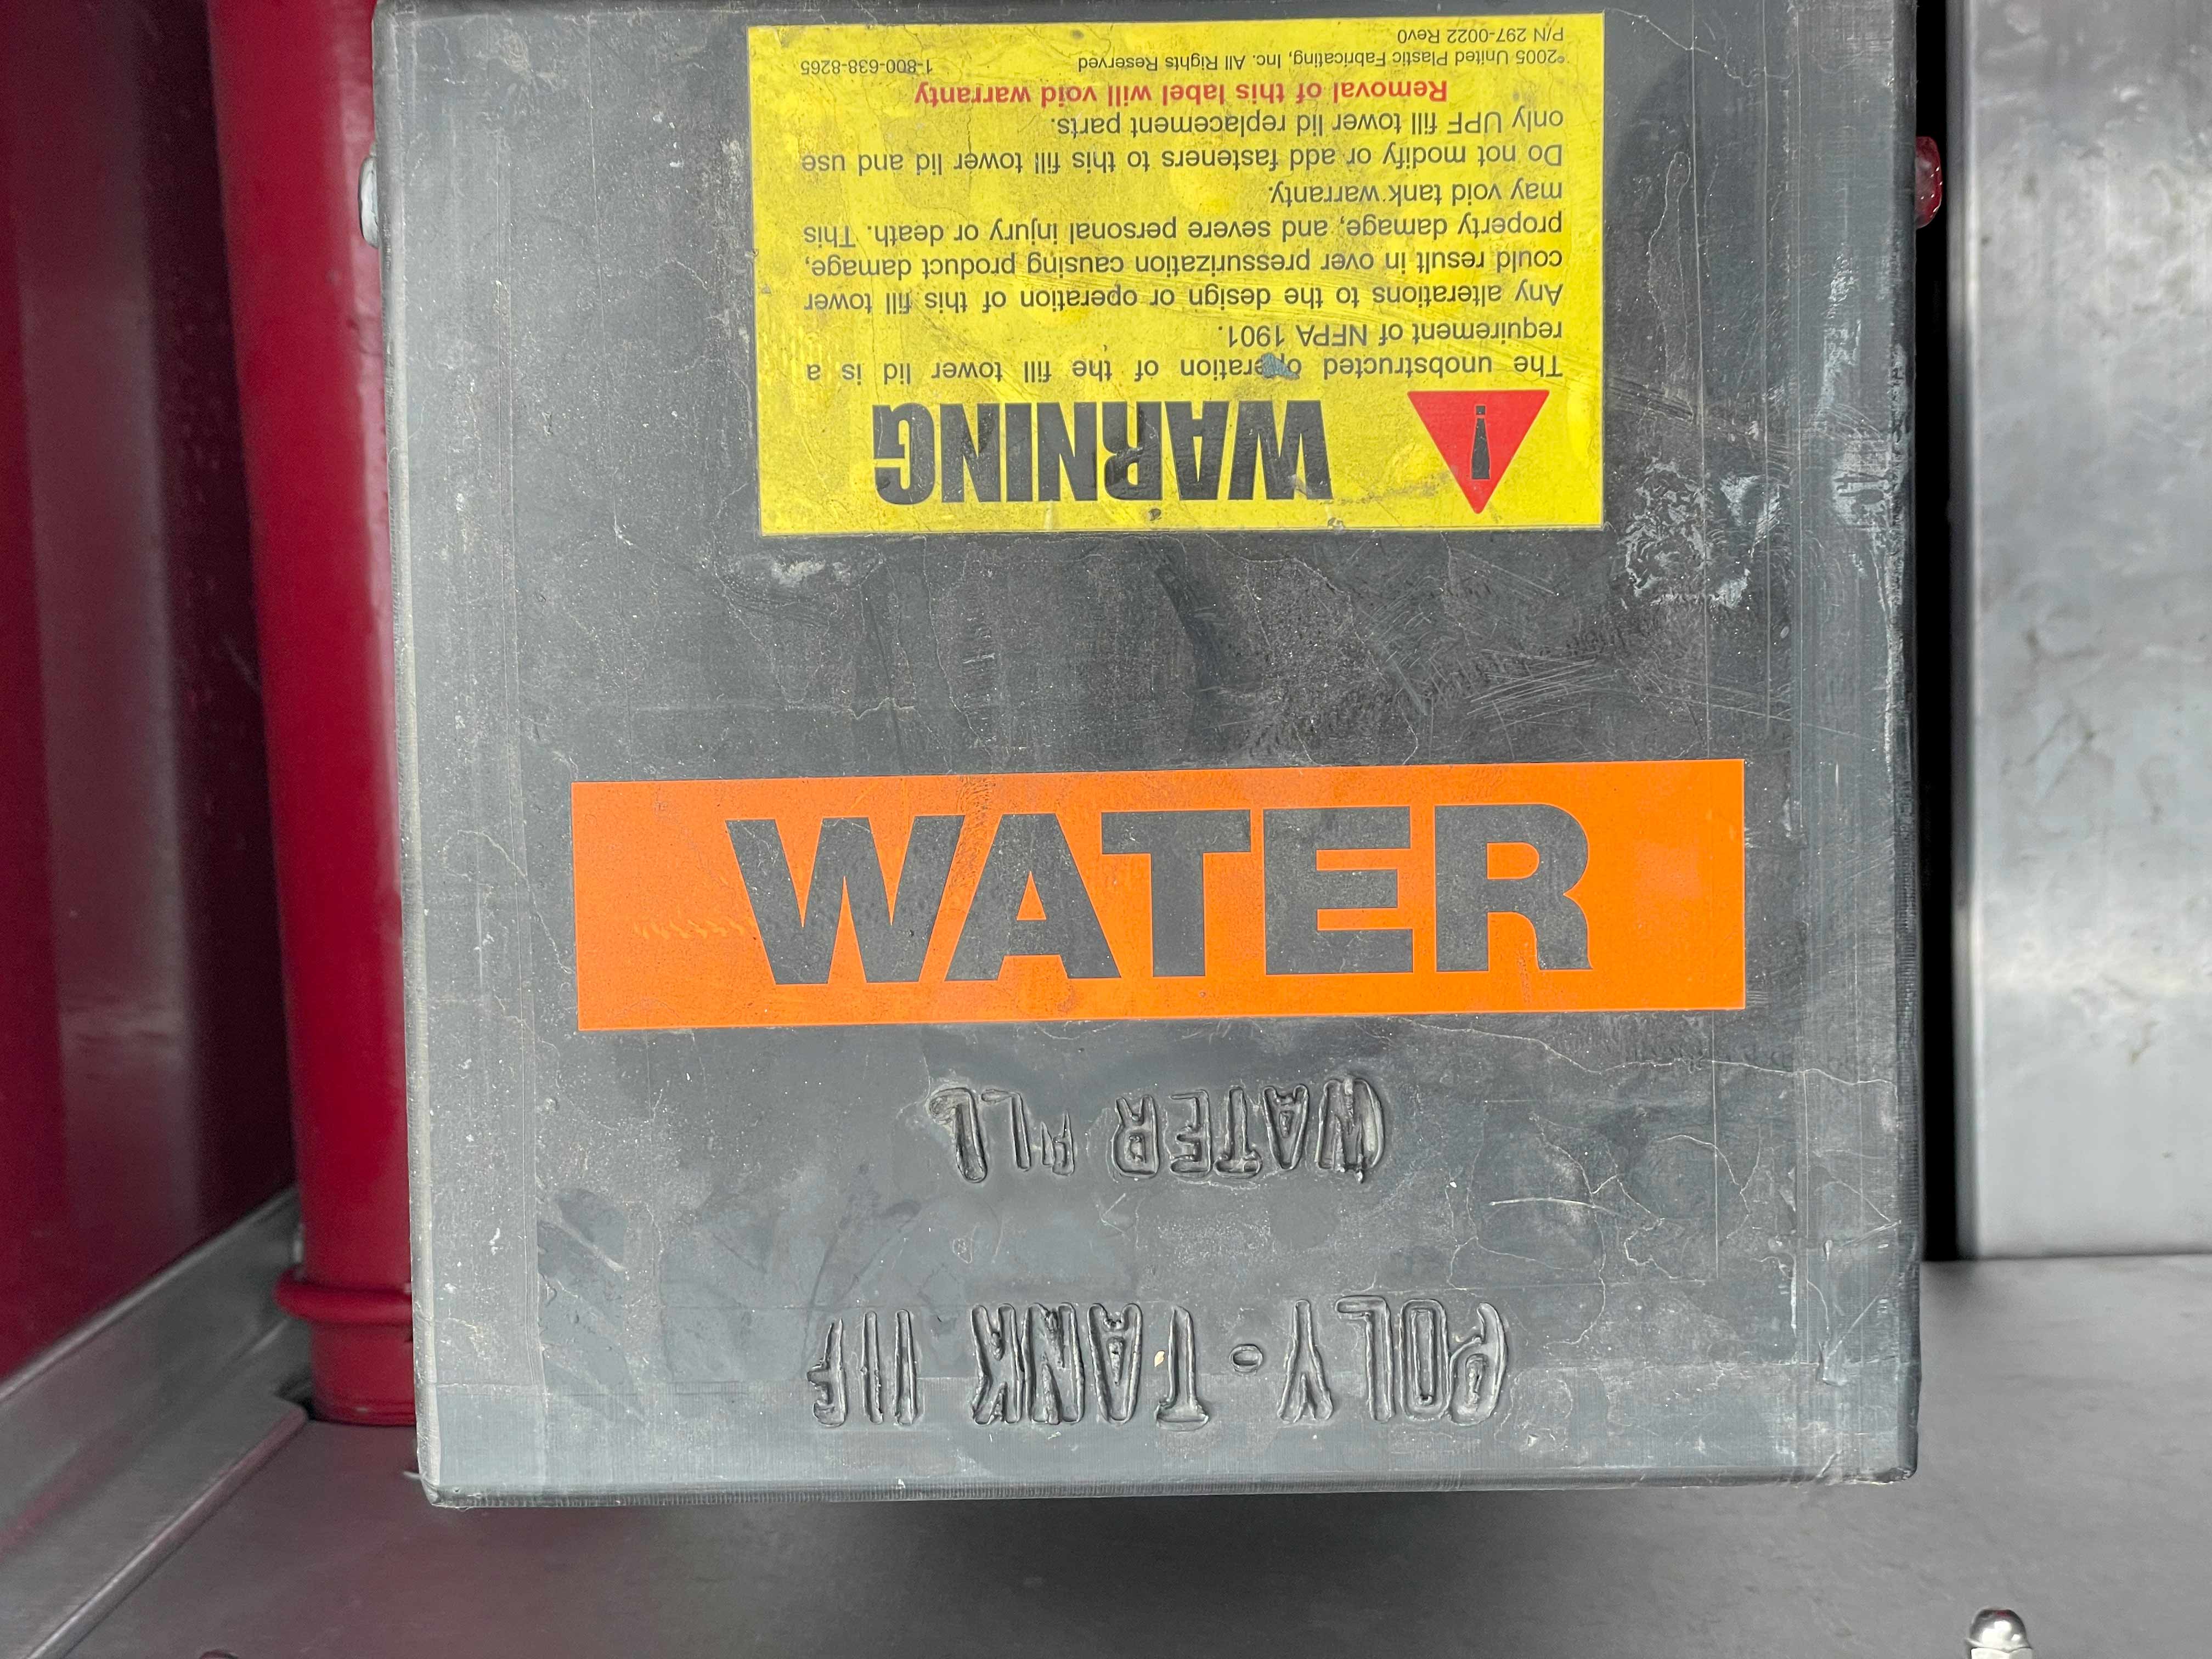 WARNING
The unobstructed operation of the fill tower lid is a
requirement of NFPA 1901.
Any alterations to the design or operation of this fill tower
could result in over pressurization causing product damage,
property damage, and severe personal injury or death. This
may void tank warranty.
Do not modify or add fasteners to this fill tower lid and use
only UPF fill tower lid replacement parts.
Removal of this label will void warranty
©2005 United Plastic Fabricating, Inc. All Rights Reserved 1-800-638-8265
P/N 297-0022 Rev0
WATER
POLY-TANK IIF
WATER